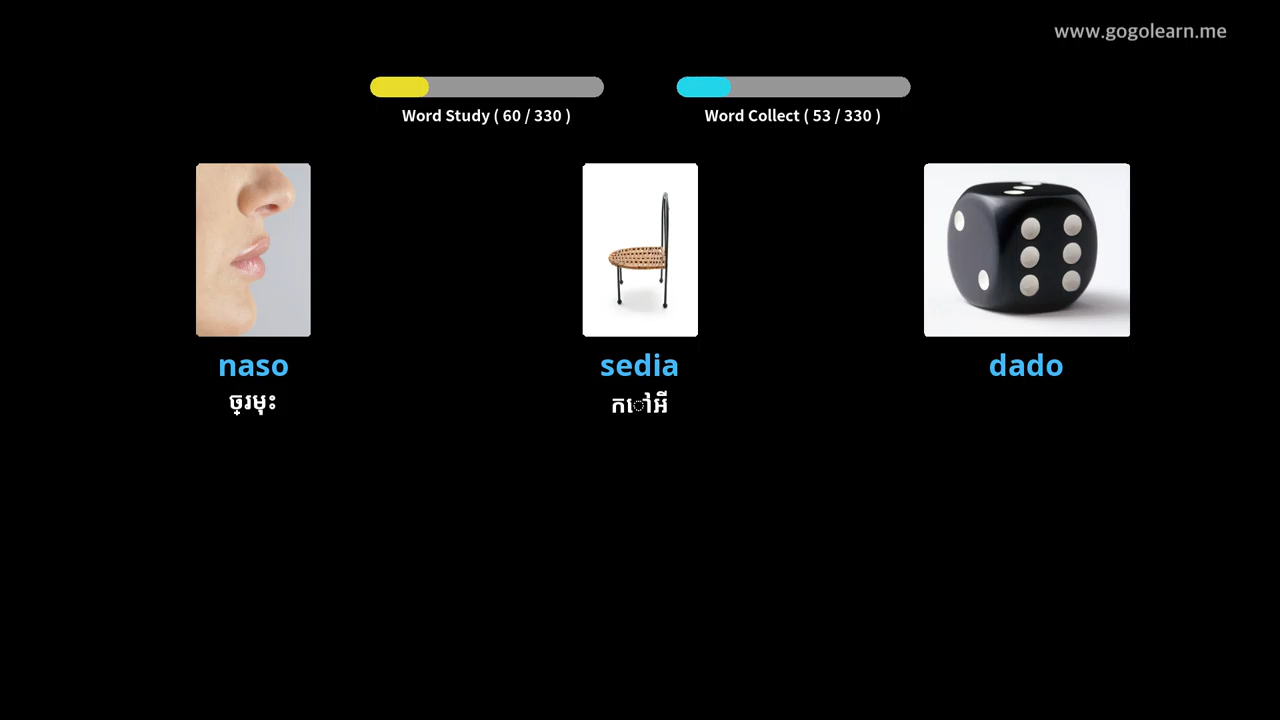 www.gogolearn.me
Word Study ( 60 / 330 )
Word Collect ( 53 / 330 )
naso
sedia
dado
ច្រមុះ
កៅអី